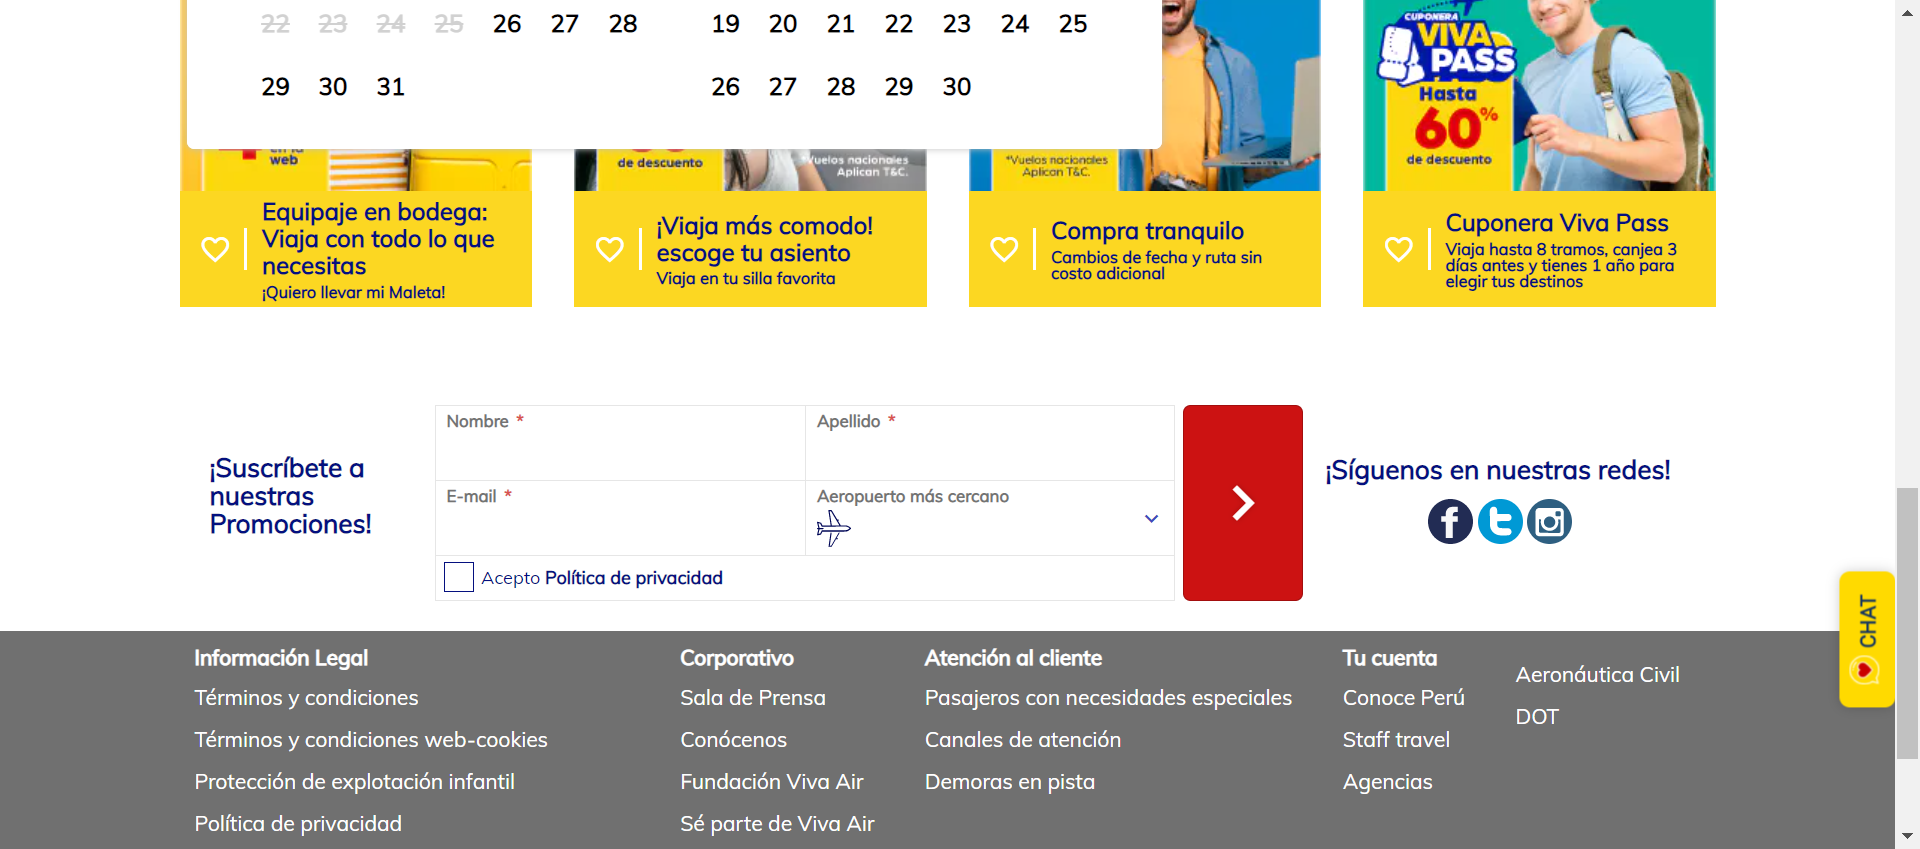 22 23 24 25 26 27 28 19 20 21 22 23 24 25
29 30 31 26 27 28 29 30
web
de descuento
*Vuelos nacionales
Aplican T&C.
*Vuelos nacionales
Aplican T&C.
CUPONERA
VIVA
PASS
Hasta
60%
de descuento
Equipaje en bodega:
Viaja con todo lo que
necesitas
¡Quiero llevar mi Maleta!
¡Viaja más comodo!
escoge tu asiento
Viaja en tu silla favorita
Compra tranquilo
Cambios de fecha y ruta sin
costo adicional
Cuponera Viva Pass
Viaja hasta 8 tramos, canjea 3
días antes y tienes 1 año para
elegir tus destinos
¡Suscríbete a
nuestras
Promociones!
Nombre *
Apellido *
E-mail *
Aeropuerto más cercano
Acepto Política de privacidad
¡Síguenos en nuestras redes!
CHAT
Información Legal
Términos y condiciones
Términos y condiciones web-cookies
Protección de explotación infantil
Política de privacidad
Corporativo
Sala de Prensa
Conócenos
Fundación Viva Air
Sé parte de Viva Air
Atención al cliente
Pasajeros con necesidades especiales
Canales de atención
Demoras en pista
Tu cuenta
Conoce Perú
Staff travel
Agencias
Aeronáutica Civil
DOT